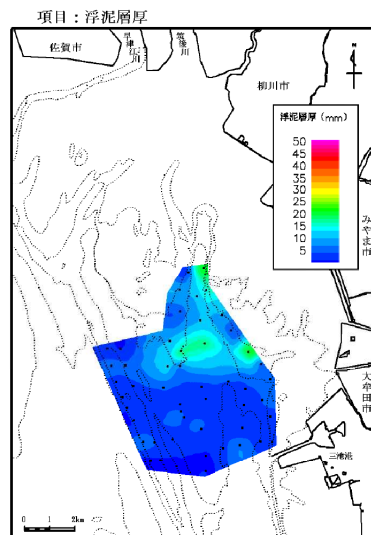 項目：浮泥層厚
佐賀市
早津江川
筑後川
柳川市
N
浮泥層厚(mm)
50
45
40
35
30
25
20
15
10
5
みやま市
大牟田市
三池港
0 1 2km